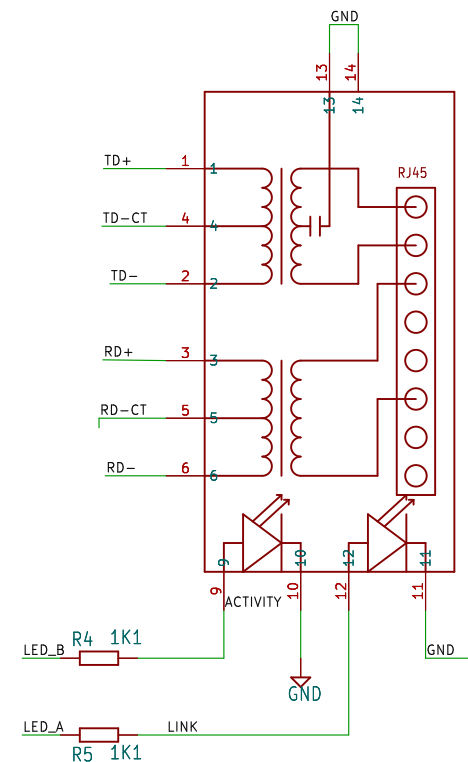 GND
13 14
13 14
RJ45
TD+ 1 1
TD-CT 4 4
TD- 2 2
RD+ 3 3
RD-CT 5 5
RD- 6 6
9 10 12 11
9 10 12 11
ACTIVITY
LED_B R4 1K1
GND
GND
LED_A LINK
R5 1K1